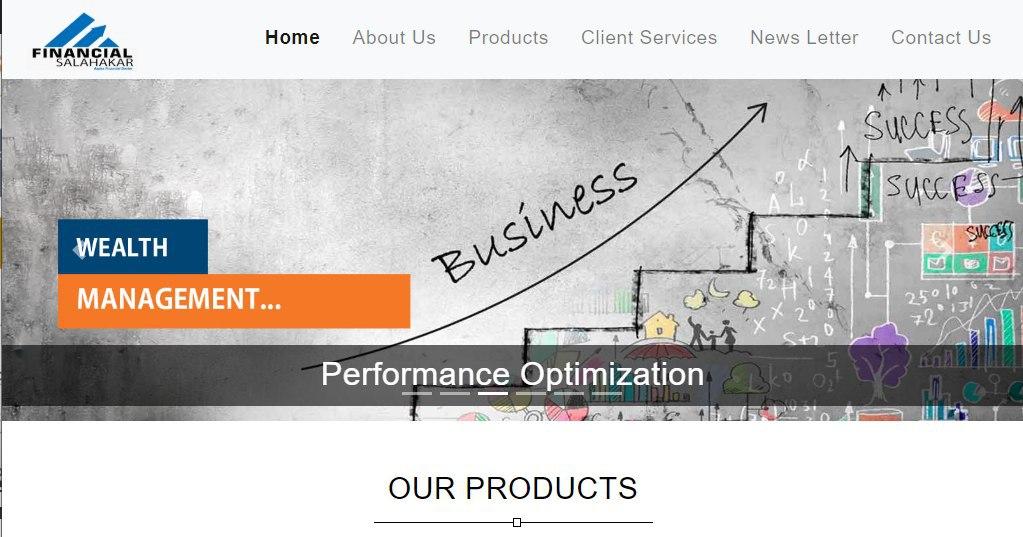 FINANCIAL
SALAHAKAR
Home About Us Products Client Services News Letter Contact Us
SUCCESS
SUCCESS
SUCCESS
Business
WEALTH
MANAGEMENT...
Performance Optimization
OUR PRODUCTS